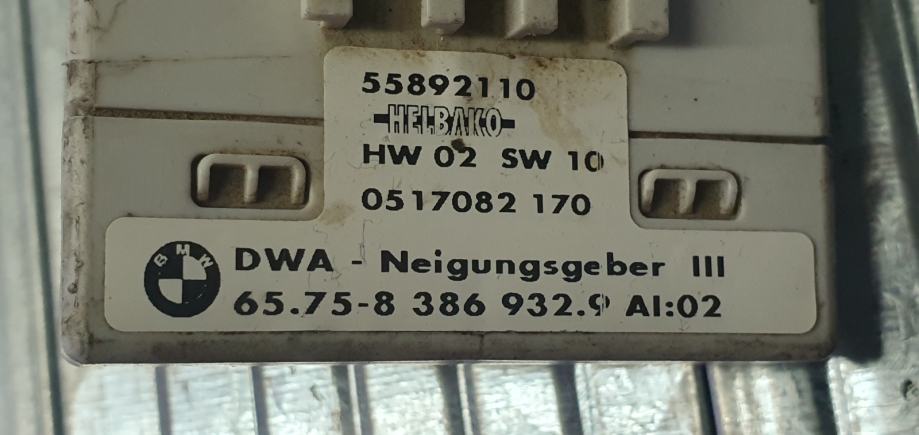 55892110
HELBAKO
HW 02 SW 10
0517082 170
BMW
DWA - Neigungsgeber III
65.75-8 386 932.9 AI:02